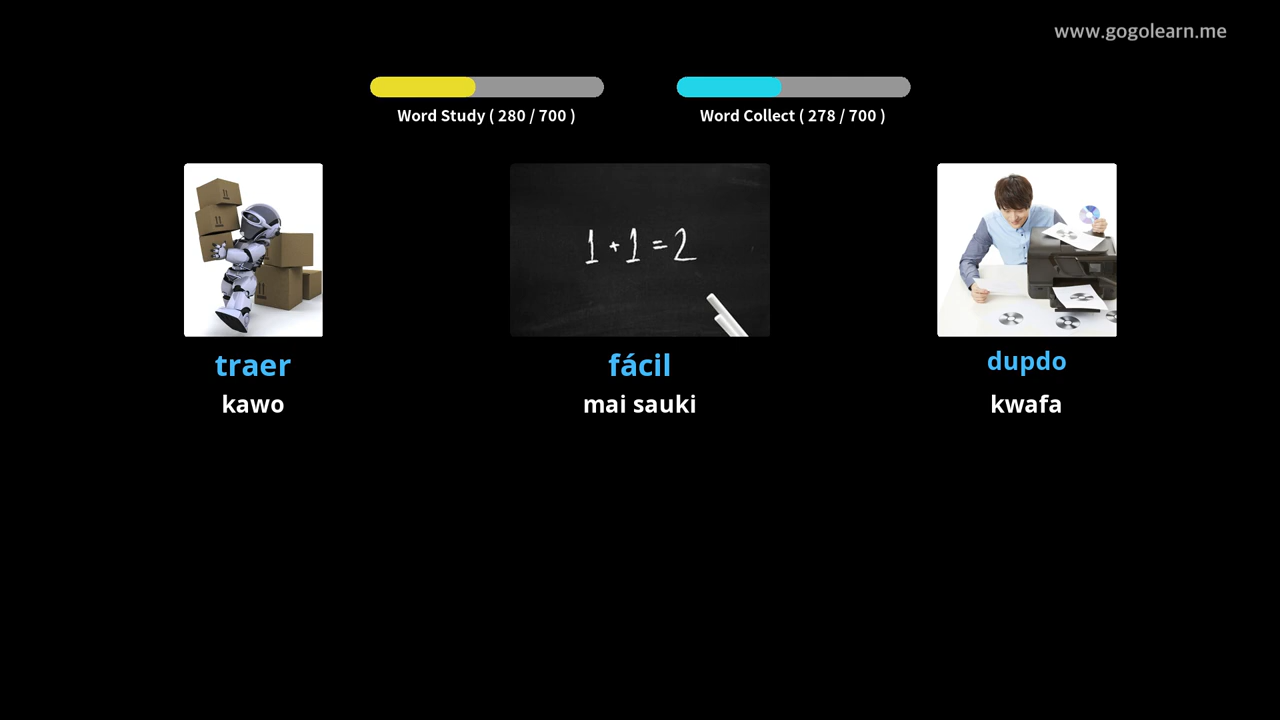 www.gogolearn.me
Word Study ( 280 / 700 )
Word Collect ( 278 / 700 )
1 + 1 = 2
traer
fácil
dupdo
kawo
mai sauki
kwafa